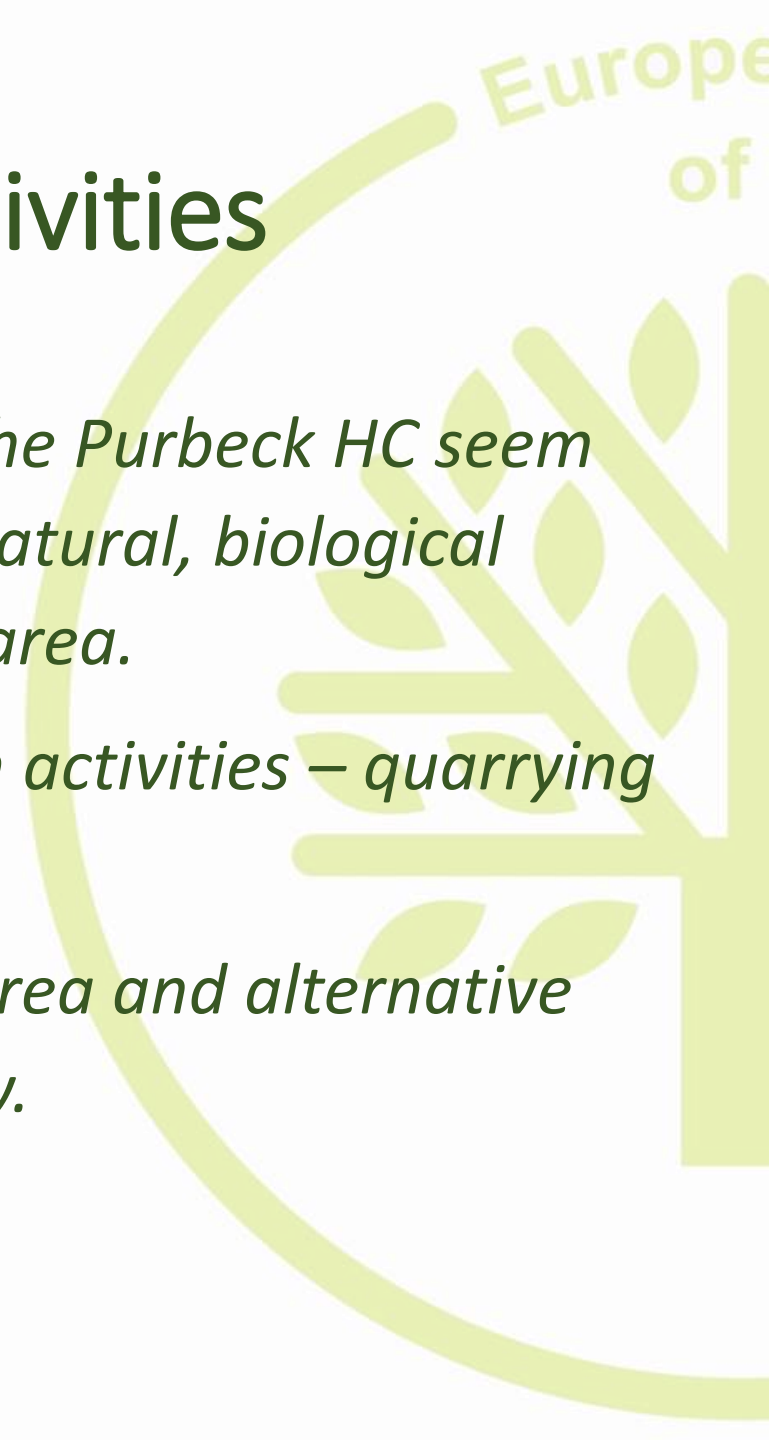 Europe
of
ivities
he Purbeck HC seem
atural, biological
area.
activities – quarrying
rea and alternative
y.